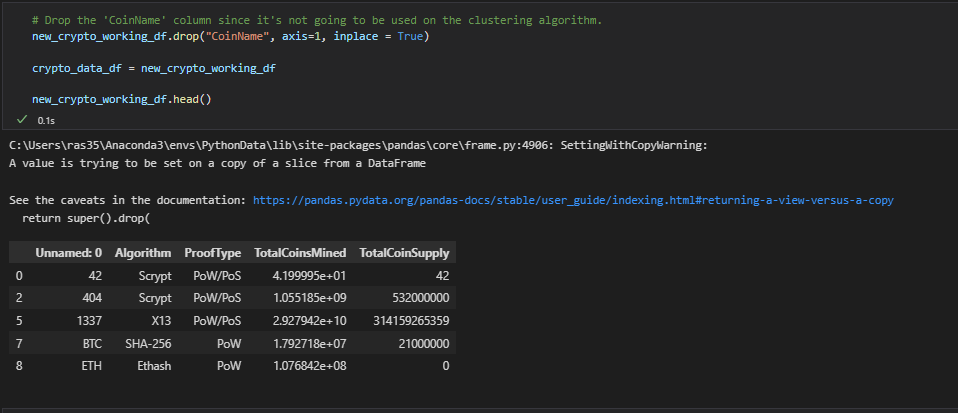 # Drop the 'CoinName' column since it's not going to be used on the clustering algorithm.
new_crypto_working_df.drop("CoinName", axis=1, inplace = True)
crypto_data_df = new_crypto_working_df
new_crypto_working_df.head()
0.1s
C:\Users\ras35\Anaconda3\envs\PythonData\lib\site-packages\pandas\core\frame.py:4906: SettingWithCopyWarning:
A value is trying to be set on a copy of a slice from a DataFrame
See the caveats in the documentation: https://pandas.pydata.org/pandas-docs/stable/user_guide/indexing.html#returning-a-view-versus-a-copy
return super().drop(
Unnamed: 0 Algorithm ProofType TotalCoinsMined TotalCoinSupply
0 42 Scrypt PoW/PoS 4.199995e+01 42
2 404 Scrypt PoW/PoS 1.055185e+09 532000000
5 1337 X13 PoW/PoS 2.927942e+10 314159265359
7 BTC SHA-256 PoW 1.792718e+07 21000000
8 ETH Ethash PoW 1.076842e+08 0